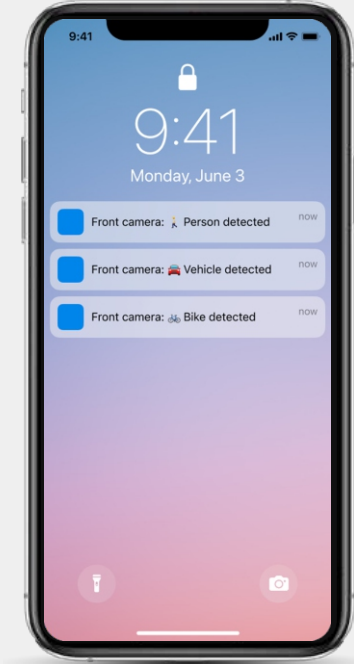 9:41
9:41
Monday, June 3
Front camera: 🚶 Person detected now
Front camera: 🚘 Vehicle detected now
Front camera: 🚲 Bike detected now